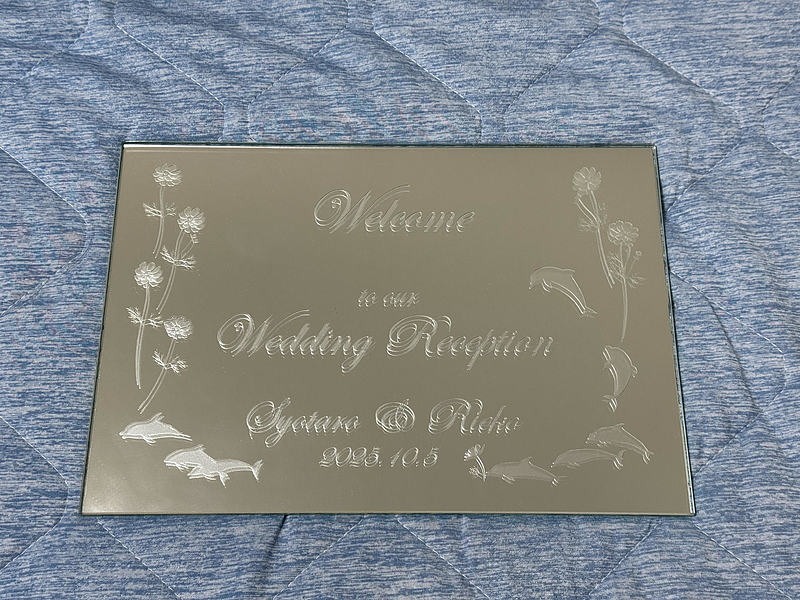 Welcome
to our
Wedding Reception
Syotaro & Rieko
2025.10.5